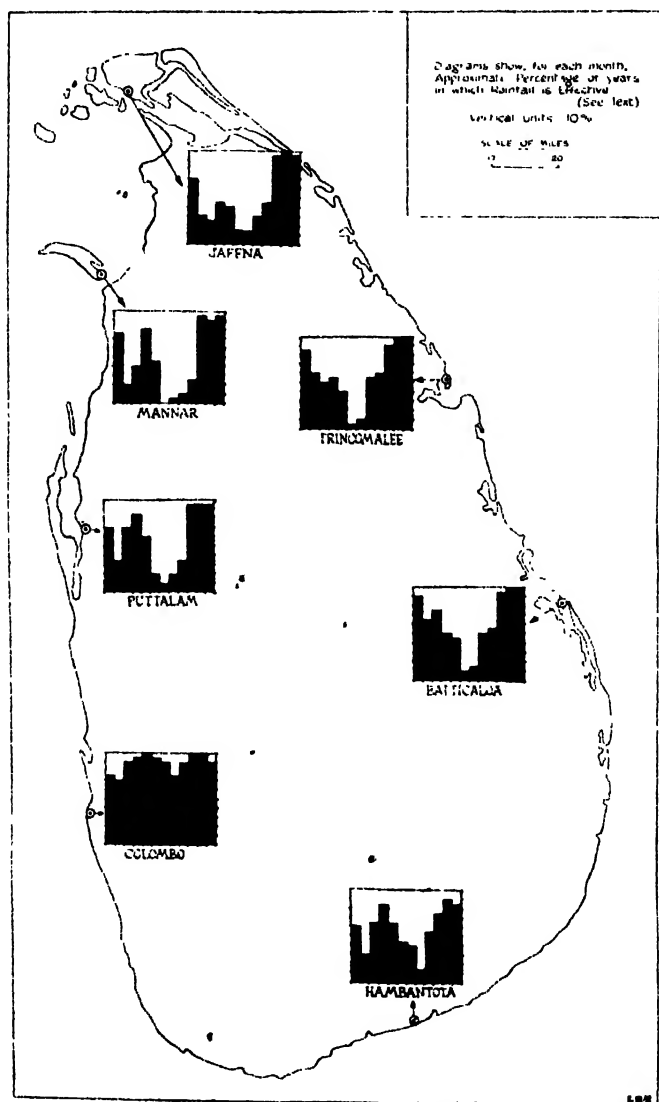 Diagrams show, for each month,
Approximate Percentage of years
in which Rainfall is Effective
(See Text)
Vertical units 10%
SCALE OF MILES
20
JAFFNA
MANNAR
TRINCOMALEE
PUTTALAM
BATTICALOA
COLOMBO
HAMBANTOTA